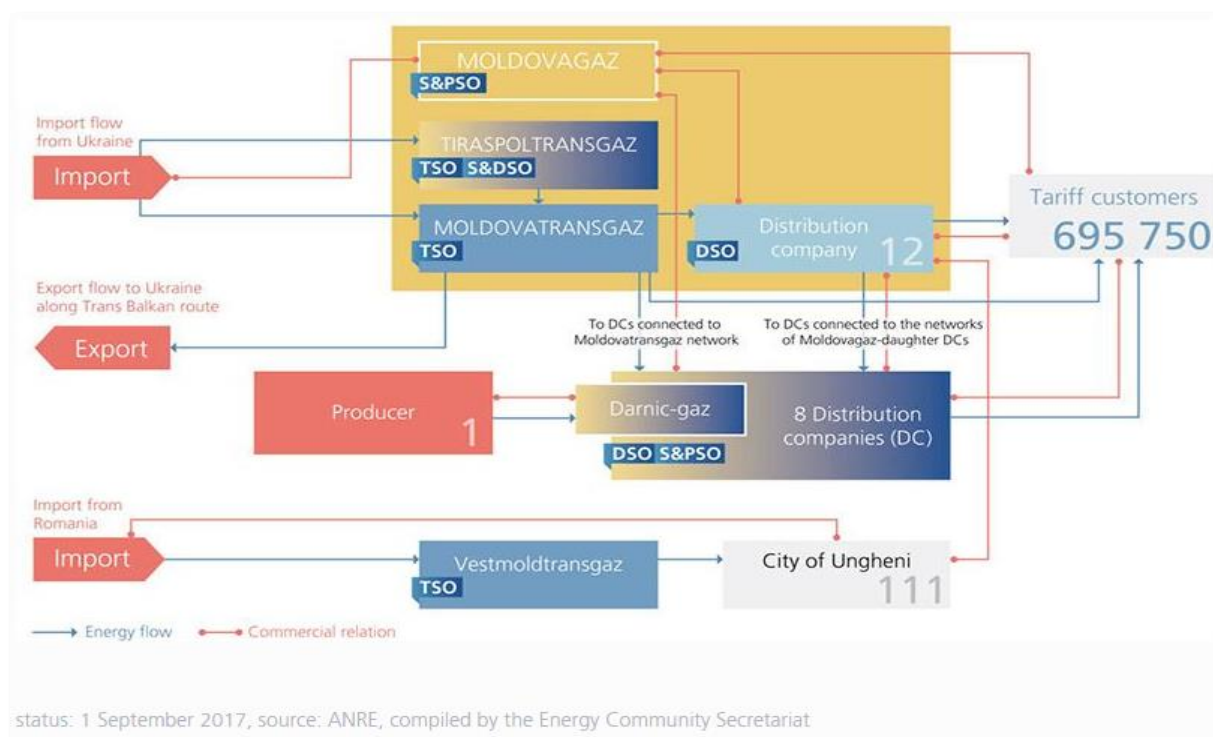 MOLDOVAGAZ
S&PSO
Import flow
from Ukraine
Import
TIRASPOLTRANSGAZ
TSO S&DSO
MOLDOVATRANSGAZ
TSO
Distribution
company
12
DSO
Tariff customers
695 750
Export flow to Ukraine
along Trans Balkan route
Export
To DCs connected to
Moldovatransgaz network
To DCs connected to the networks
of Moldovagaz-daughter DCs
Producer
1
Darnic-gaz
8 Distribution
companies (DC)
DSO S&PSO
Import from
Romania
Import
Vestmoldtransgaz
TSO
City of Ungheni
111
Energy flow
Commercial relation
status: 1 September 2017, source: ANRE, compiled by the Energy Community Secretariat